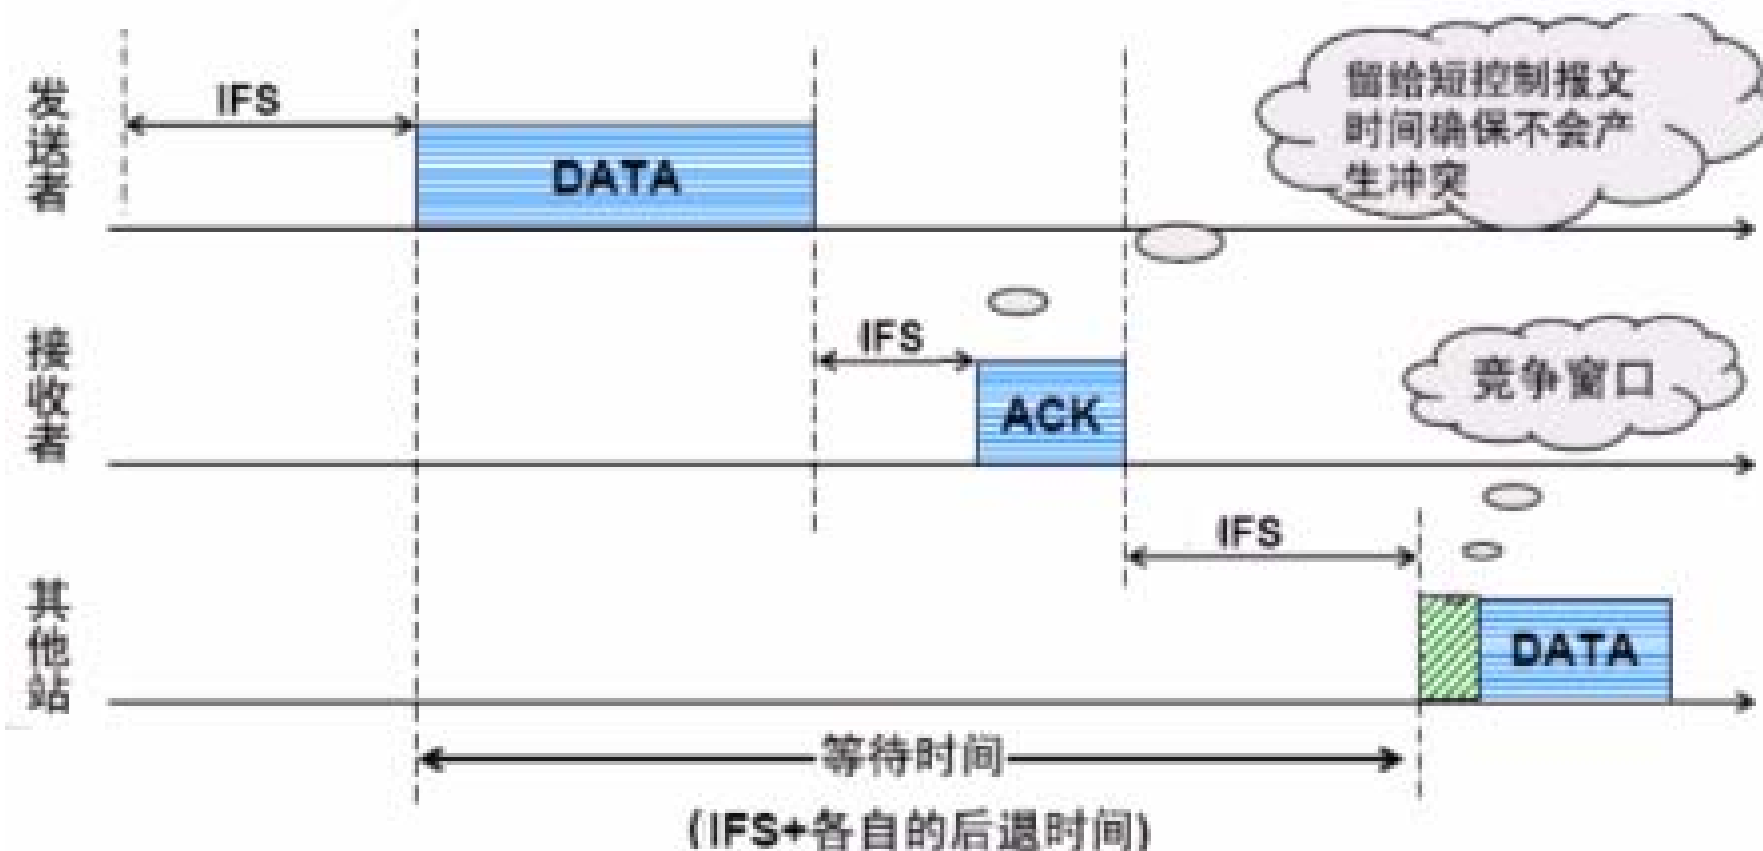 发送者
IFS
DATA
留给短控制报文
时间确保不会产
生冲突
接收者
IFS
ACK
竞争窗口
其他站
IFS
DATA
等待时间
(IFS+各自的后退时间)